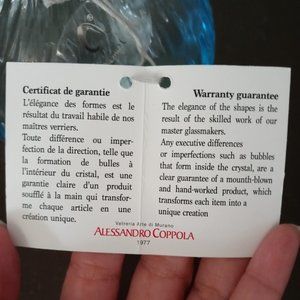 Certificat de garantie
L'élégance des formes est le
résultat du travail habile de nos
maîtres verriers.
Toute différence ou imper-
fection de la direction, telle que
la formation de bulles à
l'intérieur du cristal, est une
garantie claire d'un produit
soufflé à la main qui transfor-
me chaque article en une
création unique.
Warranty guarantee
The elegance of the shapes is the
result of the skilled work of our
master glassmakers.
Any executive differences
or imperfections such as bubbles
that form inside the crystal, are a
clear guarantee of a mouth-blown
and hand-worked product, which
transforms each item into a
unique creation
Vetreria Arte di Murano
ALESSANDRO COPPOLA
1977